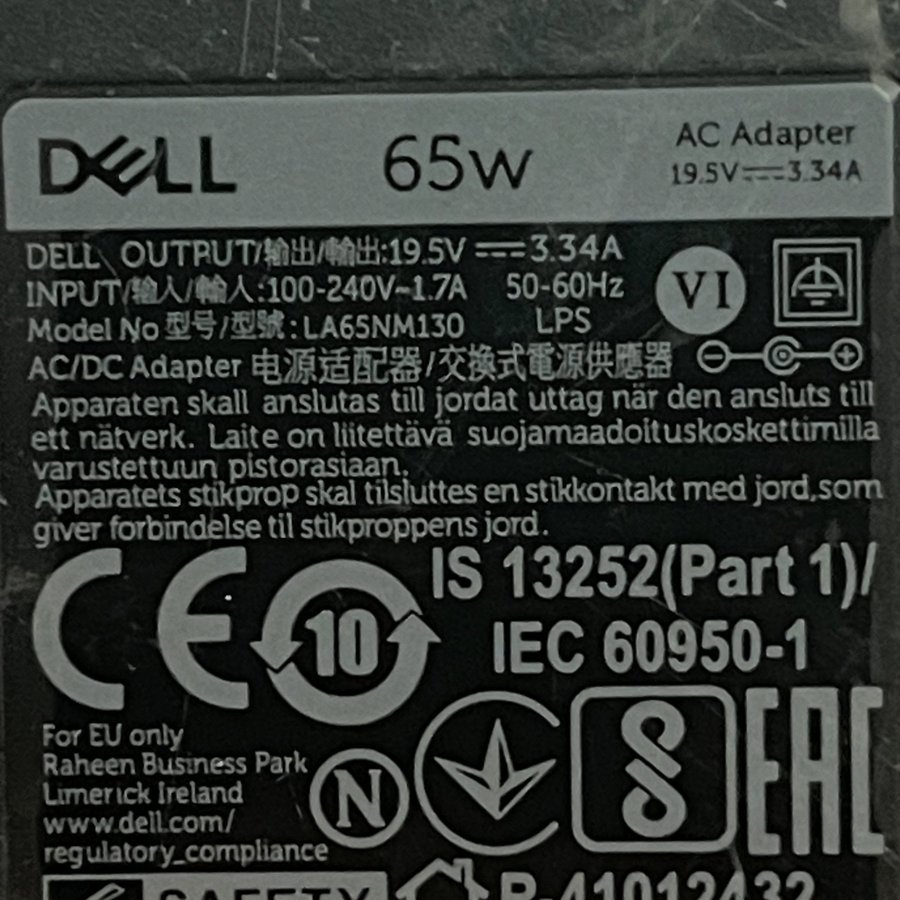 DELL 65W AC Adapter
19.5V⎓3.34A
DELL OUTPUT/输出/輸出:19.5V ⎓3.34A
INPUT/输入/輸入:100-240V~1.7A 50-60Hz
Model No 型号/型號: LA65NM130 LPS
VI
AC/DC Adapter 电源适配器/交換式電源供應器
Apparaten skall anslutas till jordat uttag när den ansluts till
ett nätverk. Laite on liitettävä suojamaadoituskoskettimilla
varustettuun pistorasiaan.
Apparatets stikprop skal tilsluttes en stikkontakt med jord,som
giver forbindelse til stikproppens jord.
CE 10 IS 13252(Part 1)/
IEC 60950-1
For EU only
Raheen Business Park
Limerick Ireland
www.dell.com/
regulatory_compliance
N
EAC
SAFETY R-41012432